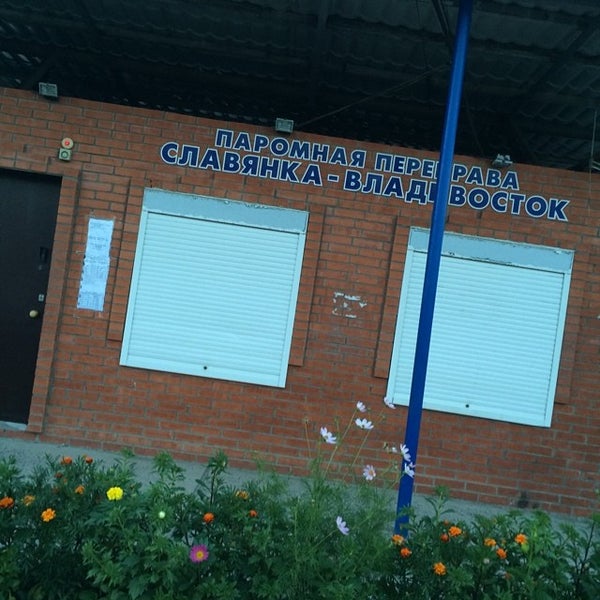 ПАРОМНАЯ ПЕРЕПРАВА
СЛАВЯНКА - ВЛАДИВОСТОК